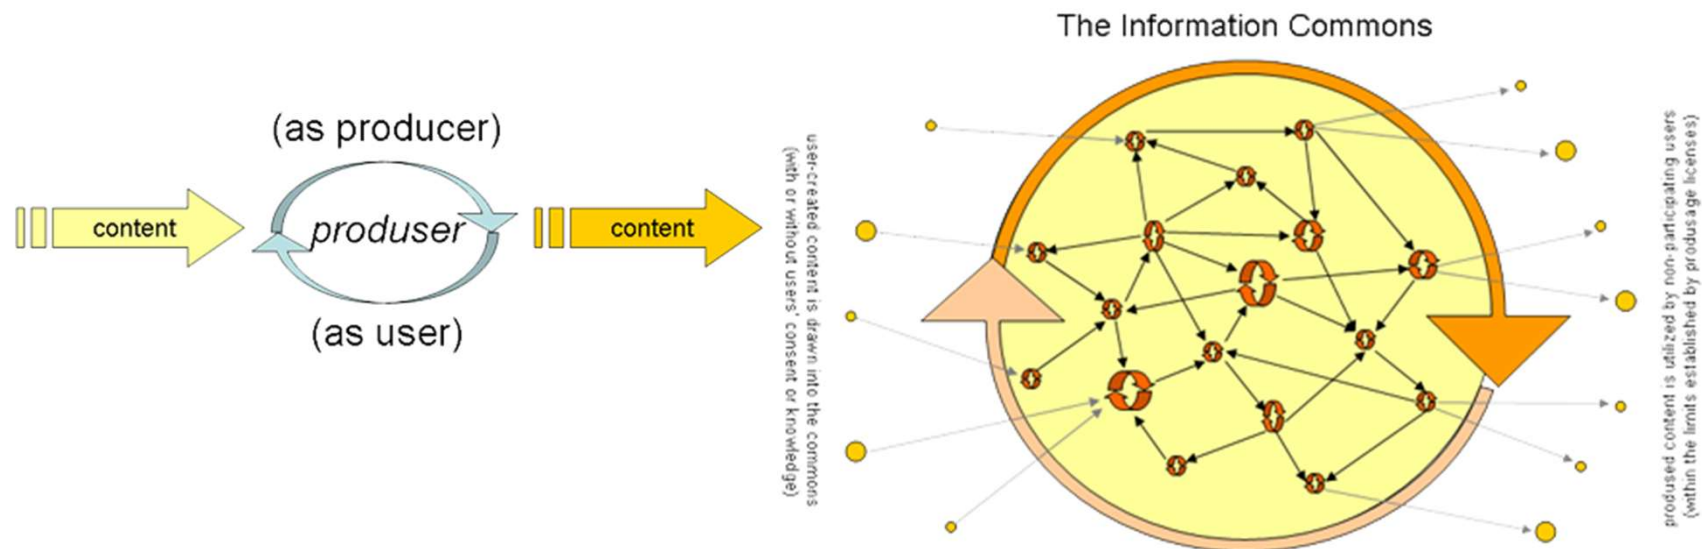 (as producer)
content
produser
content
(as user)
The Information Commons
user-created content is drawn into the commons
(with or without users' consent or knowledge)
produsced content is utilized by non-participating users
(within the limits established by produsage licenses)